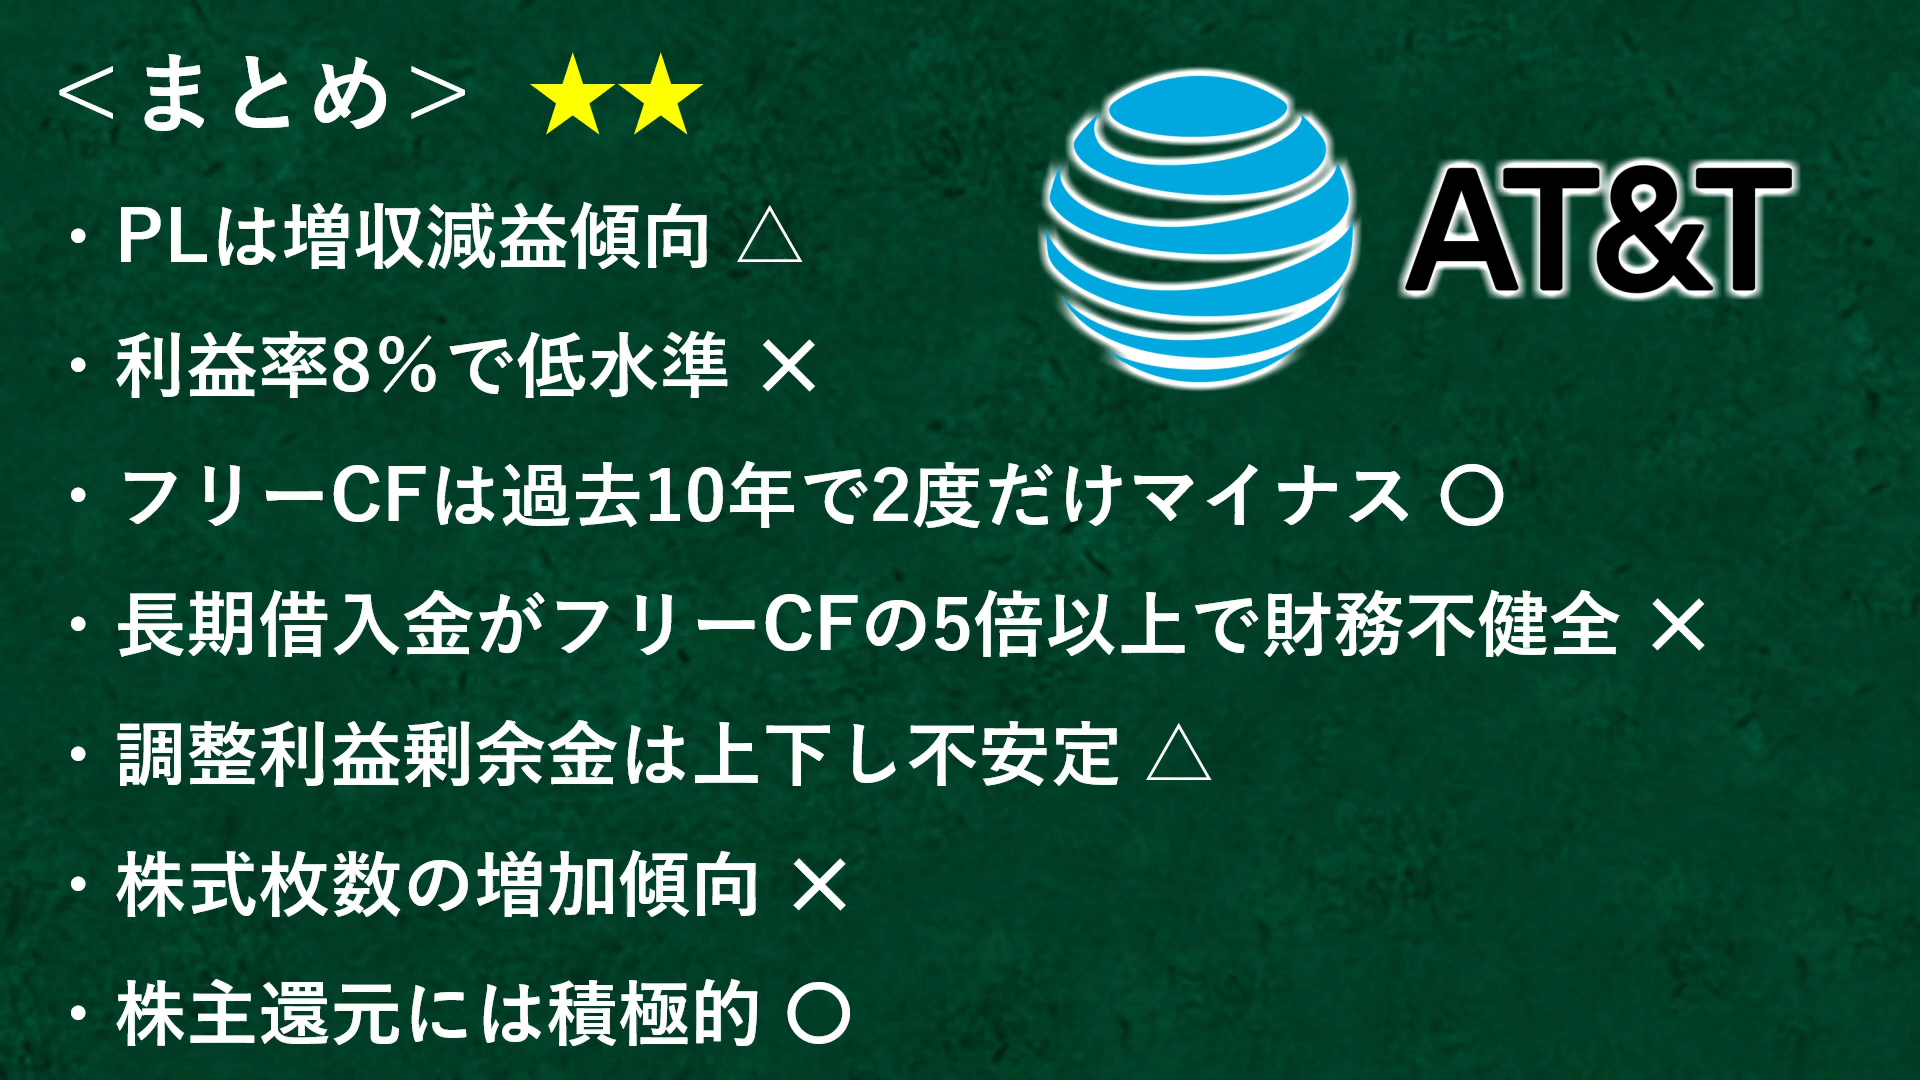 ＜まとめ＞ ★★
AT&T
・PLは増収減益傾向 △
・利益率8％で低水準 ×
・フリーCFは過去10年で2度だけマイナス 〇
・長期借入金がフリーCFの5倍以上で財務不健全 ×
・調整利益剰余金は上下し不安定 △
・株式枚数の増加傾向 ×
・株主還元には積極的 〇